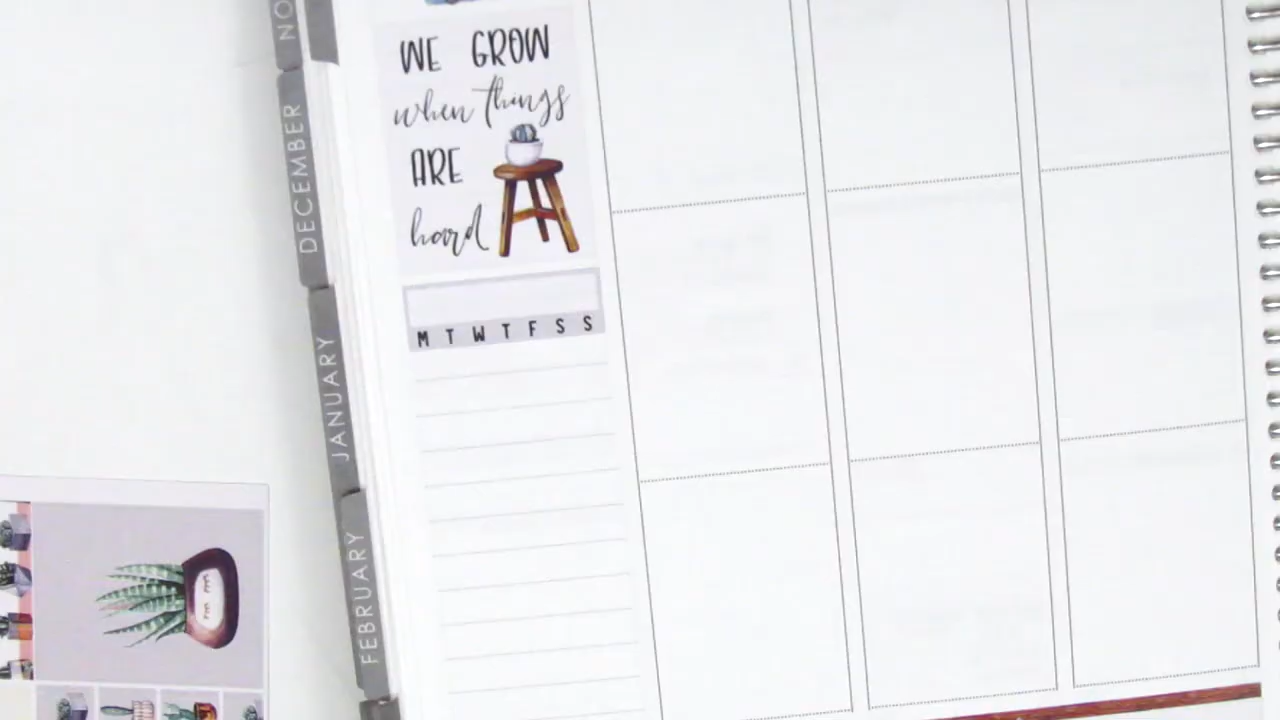 NO
DECEMBER
JANUARY
FEBRUARY
WE GROW
when things
ARE
hard
M T W T F S S